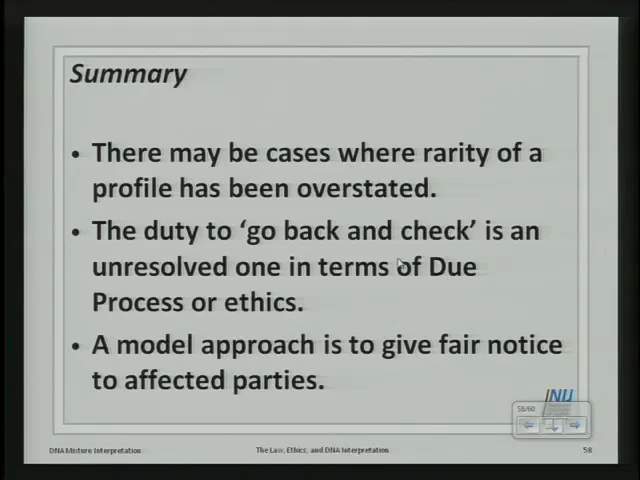 Summary
• There may be cases where rarity of a
profile has been overstated.
• The duty to ‘go back and check’ is an
unresolved one in terms of Due
Process or ethics.
• A model approach is to give fair notice
to affected parties.
NIJ
58/60
DNA Mixture Interpretation
The Law, Ethics, and DNA Interpretation
58